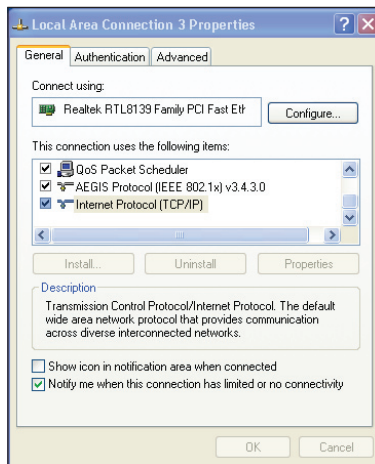 Local Area Connection 3 Properties
General Authentication Advanced
Connect using:
Realtek RTL8139 Family PCI Fast Eth
Configure...
This connection uses the following items:
QoS Packet Scheduler
AEGIS Protocol (IEEE 802.1x) v3.4.3.0
Internet Protocol (TCP/IP)
Install... Uninstall Properties
Description
Transmission Control Protocol/Internet Protocol. The default
wide area network protocol that provides communication
across diverse interconnected networks.
Show icon in notification area when connected
Notify me when this connection has limited or no connectivity
OK Cancel